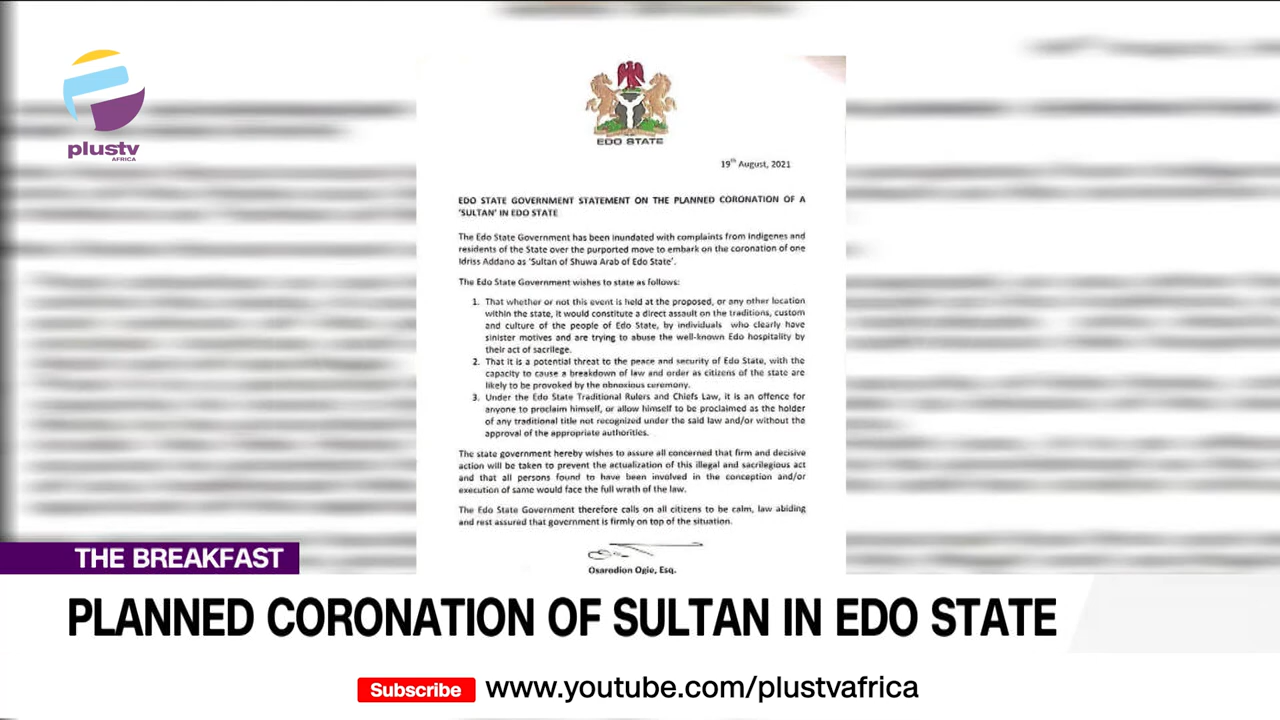 plustv
AFRICA
EDO STATE
19th August, 2021
EDO STATE GOVERNMENT STATEMENT ON THE PLANNED CORONATION OF A
'SULTAN' IN EDO STATE
The Edo State Government has been inundated with complaints from Indigenes and
residents of the State over the purported move to embark on the coronation of one
Idriss Addano as 'Sultan of Shuwa Arab of Edo State'.
The Edo State Government wishes to state as follows:
1. That whether or not this event is held at the proposed, or any other location
within the state, it would constitute a direct assault on the traditions, custom
and culture of the people of Edo State, by individuals who clearly have
sinister motives and are trying to abuse the well-known Edo hospitality by
their act of sacrilege.
2. That it is a potential threat to the peace and security of Edo State, with the
capacity to cause a breakdown of law and order as citizens of the state are
likely to be provoked by the obnoxious ceremony.
3. Under the Edo State Traditional Rulers and Chiefs Law, it is an offence for
anyone to proclaim himself, or allow himself to be proclaimed as the holder
of any traditional title not recognized under the said law and/or without the
approval of the appropriate authorities.
The state government hereby wishes to assure all concerned that firm and decisive
action will be taken to prevent the actualization of this illegal and sacrilegious act
and that all persons found to have been involved in the conception and/or
execution of same would face the full wrath of the law.
The Edo State Government therefore calls on all citizens to be calm, law abiding
and rest assured that government is firmly on top of the situation.
Osarodion Ogie, Esq.
THE BREAKFAST
PLANNED CORONATION OF SULTAN IN EDO STATE
Subscribe www.youtube.com/plustvafrica